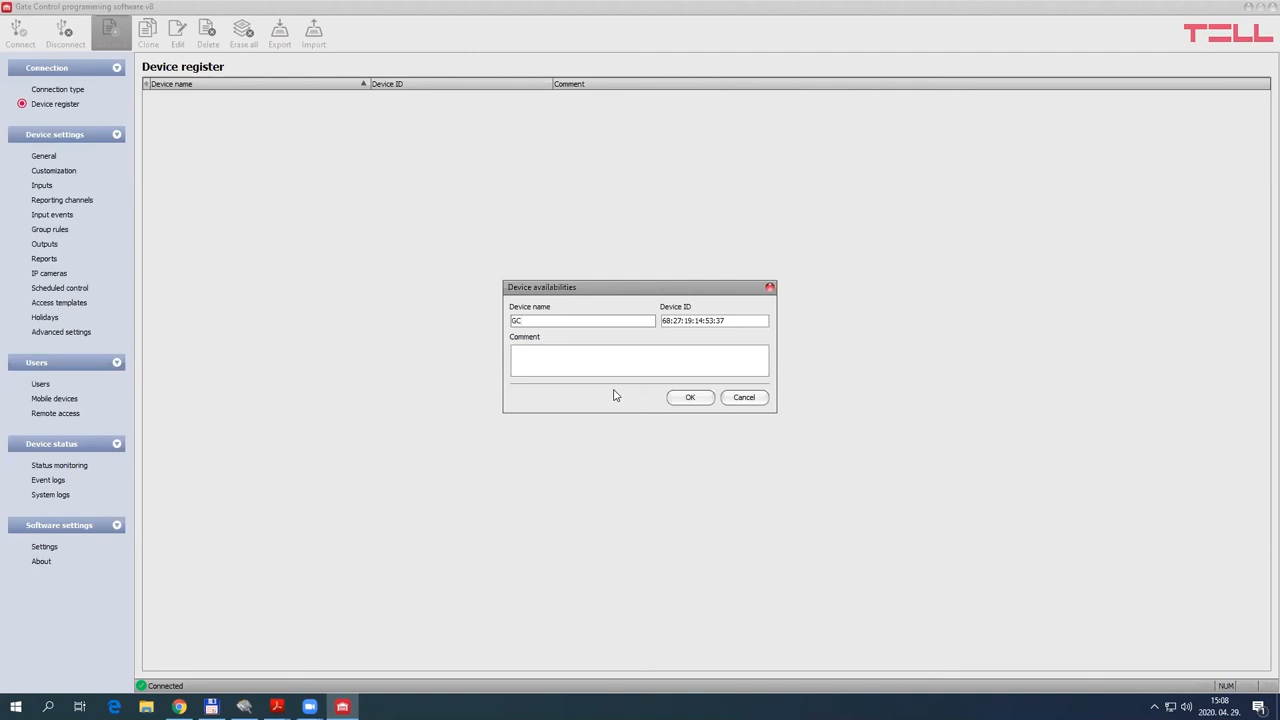 Gate Control programming software v8
Connect
Disconnect
Clone
Edit
Delete
Erase all
Export
Import
TELL
Connection
Connection type
Device register
Device settings
General
Customization
Inputs
Reporting channels
Input events
Group rules
Outputs
Reports
IP cameras
Scheduled control
Access templates
Holidays
Advanced settings
Users
Users
Mobile devices
Remote access
Device status
Status monitoring
Event logs
System logs
Software settings
Settings
About
Device register
Device name
Device ID
Comment
Device availabilities
Device name
Device ID
GC
68:27:19:14:53:37
Comment
OK
Cancel
Connected
NUM
15:08
2020. 04. 29.